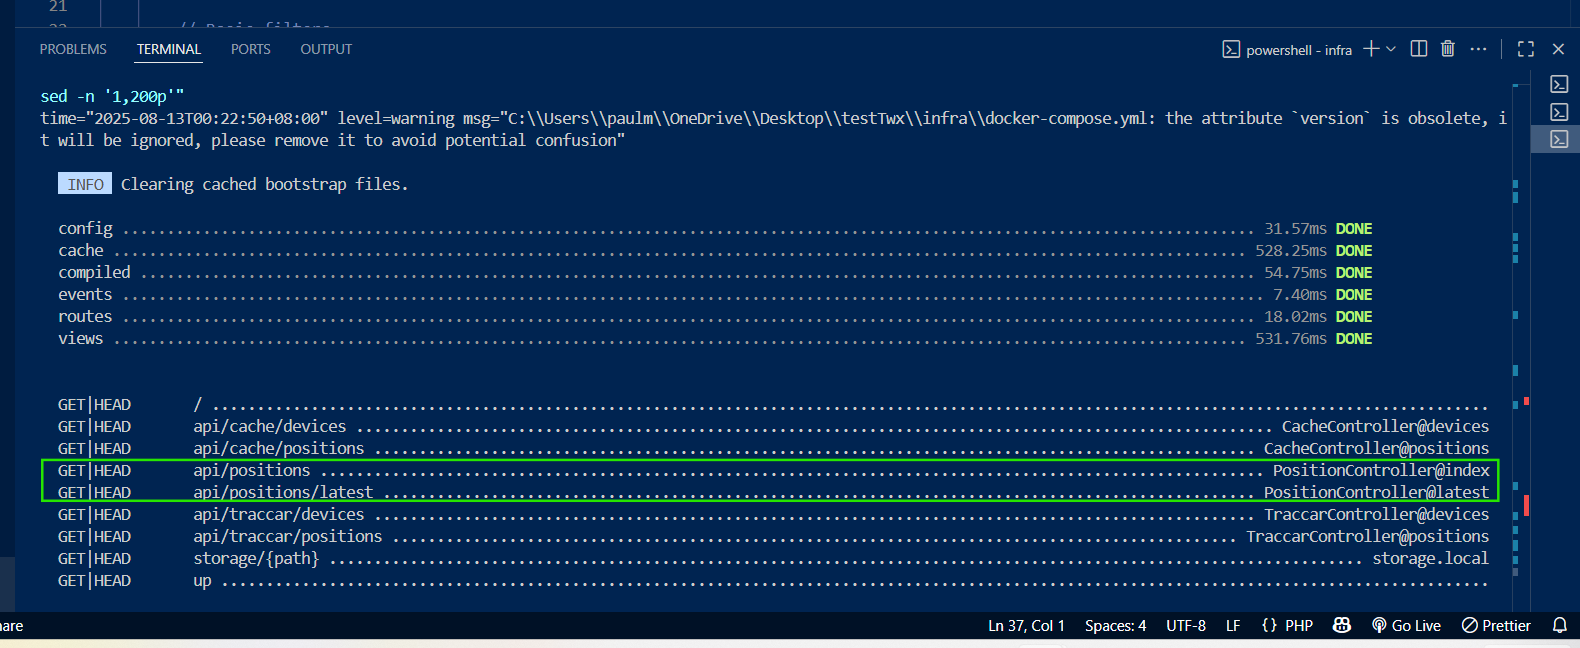 21
// Basic filters
PROBLEMS TERMINAL PORTS OUTPUT powershell - infra
sed -n '1,200p'"
time="2025-08-13T00:22:50+08:00" level=warning msg="C:\\Users\\paulm\\OneDrive\\Desktop\\testTwx\\infra\\docker-compose.yml: the attribute `version` is obsolete, i
t will be ignored, please remove it to avoid potential confusion"
INFO Clearing cached bootstrap files.
config ............................................................................................................................. 31.57ms DONE
cache ............................................................................................................................. 528.25ms DONE
compiled ........................................................................................................................... 54.75ms DONE
events .............................................................................................................................. 7.40ms DONE
routes ............................................................................................................................. 18.02ms DONE
views ............................................................................................................................. 531.76ms DONE
GET|HEAD / .............................................................................................................................................
GET|HEAD api/cache/devices ...................................................................................................... CacheController@devices
GET|HEAD api/cache/positions .................................................................................................. CacheController@positions
GET|HEAD api/positions ....................................................................................................... PositionController@index
GET|HEAD api/positions/latest ................................................................................................ PositionController@latest
GET|HEAD api/traccar/devices ................................................................................................. TraccarController@devices
GET|HEAD api/traccar/positions ............................................................................................. TraccarController@positions
GET|HEAD storage/{path} .................................................................................................................. storage.local
GET|HEAD up ............................................................................................................................................
Ln 37, Col 1 Spaces: 4 UTF-8 LF {} PHP Go Live Prettier